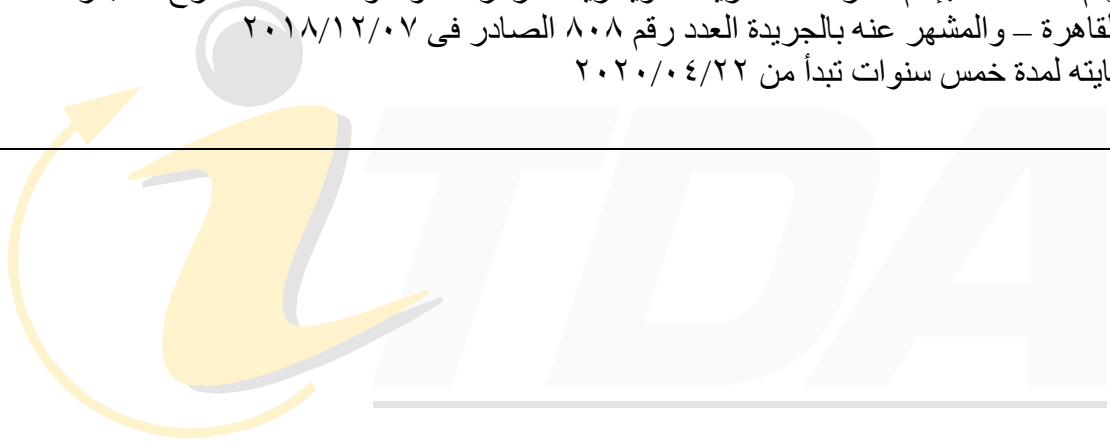 لقاهرة – والمشهر عنه بالجريدة العدد رقم ٨٠٨ الصادر فى ٢٠١٨/١٢/٠٧
ايته لمدة خمس سنوات تبدأ من ٢٠٢٠/٠٤/٢٢
iTDA